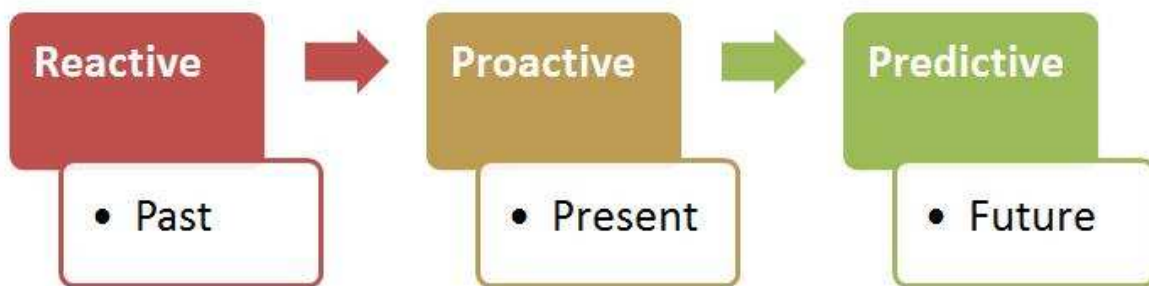 Reactive
• Past
Proactive
• Present
Predictive
• Future